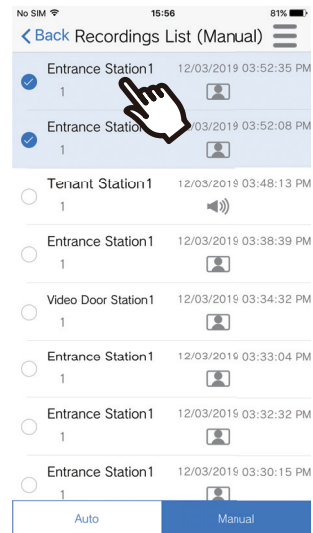 No SIM 15:56 81%
Back Recordings List (Manual)
Entrance Station1 12/03/2019 03:52:35 PM
1
Entrance Station 03:52:08 PM
1
Tenant Station1 12/03/2019 03:48:13 PM
1
Entrance Station1 12/03/2019 03:38:39 PM
1
Video Door Station1 12/03/2019 03:34:32 PM
1
Entrance Station1 12/03/2019 03:33:04 PM
1
Entrance Station1 12/03/2019 03:32:32 PM
1
Entrance Station1 12/03/2019 03:30:15 PM
1
Auto Manual